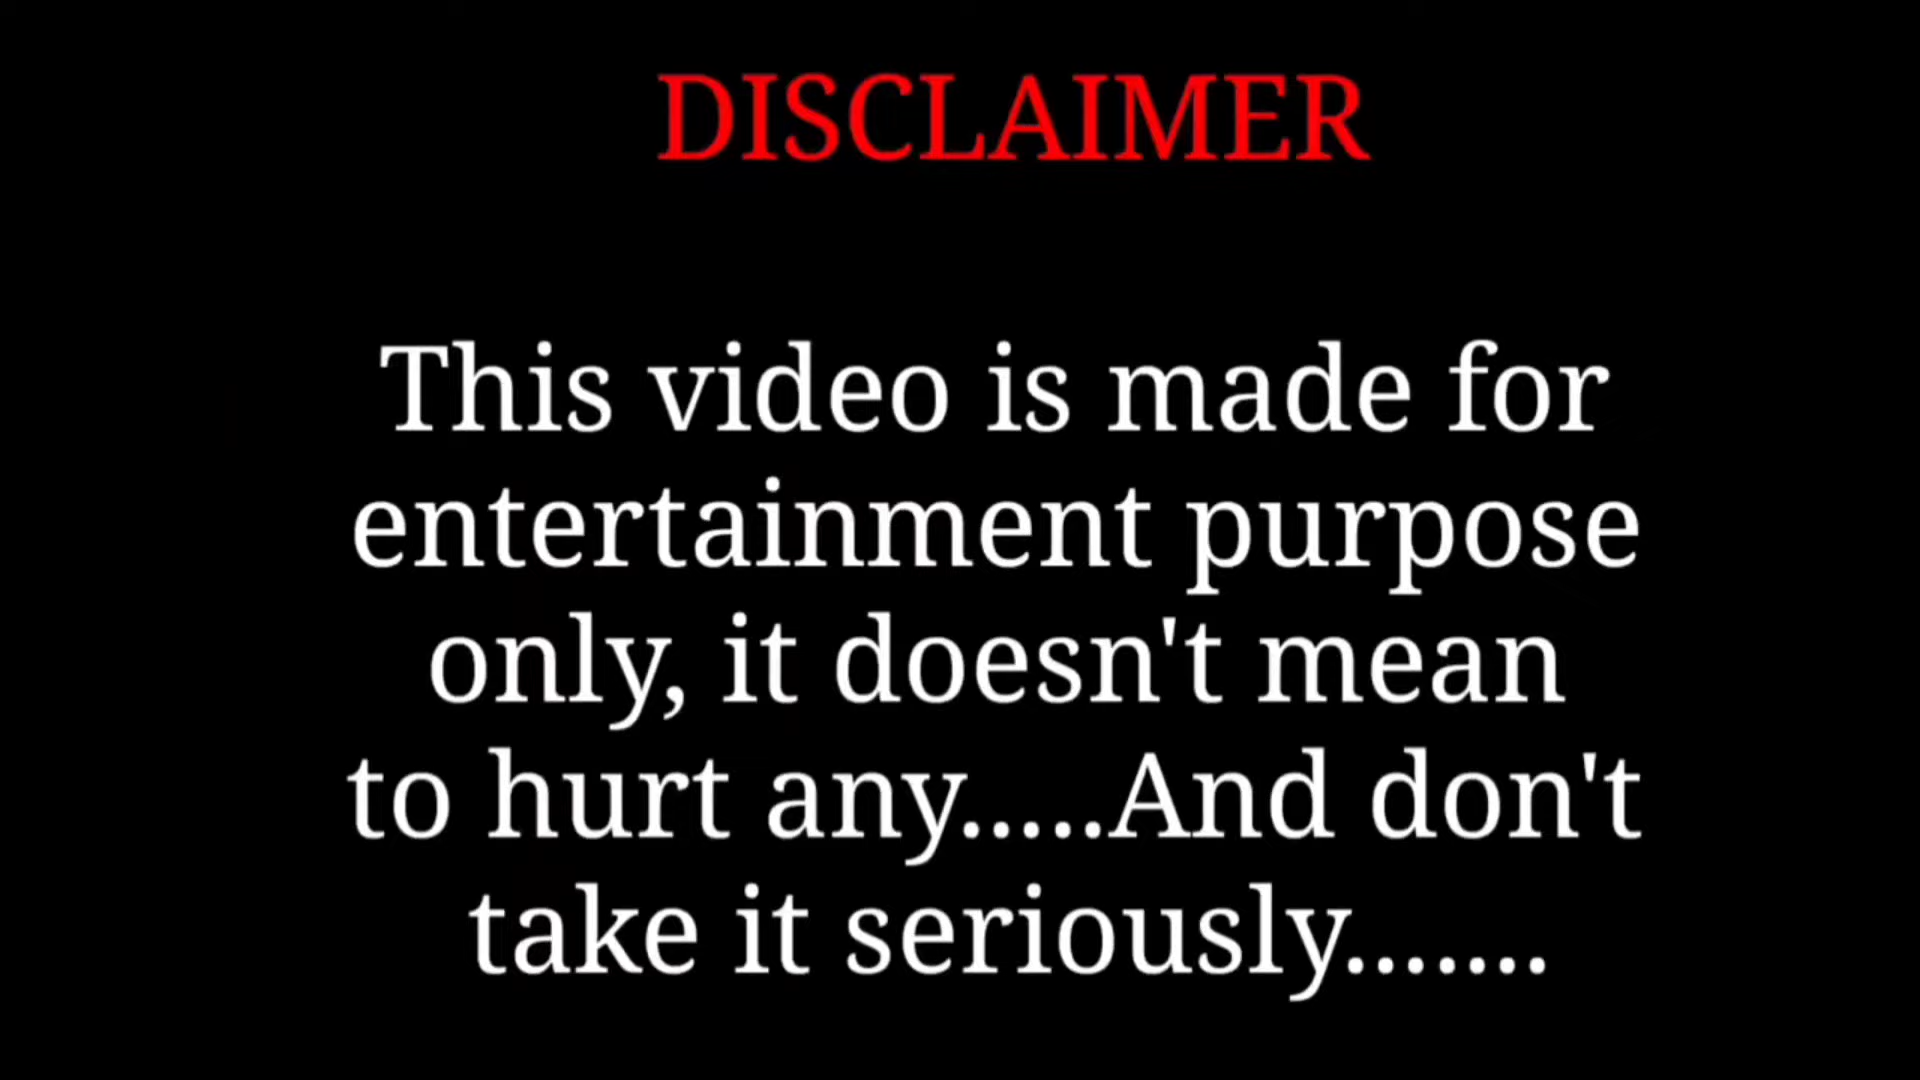 DISCLAIMER
This video is made for
entertainment purpose
only, it doesn't mean
to hurt any.....And don't
take it seriously.......